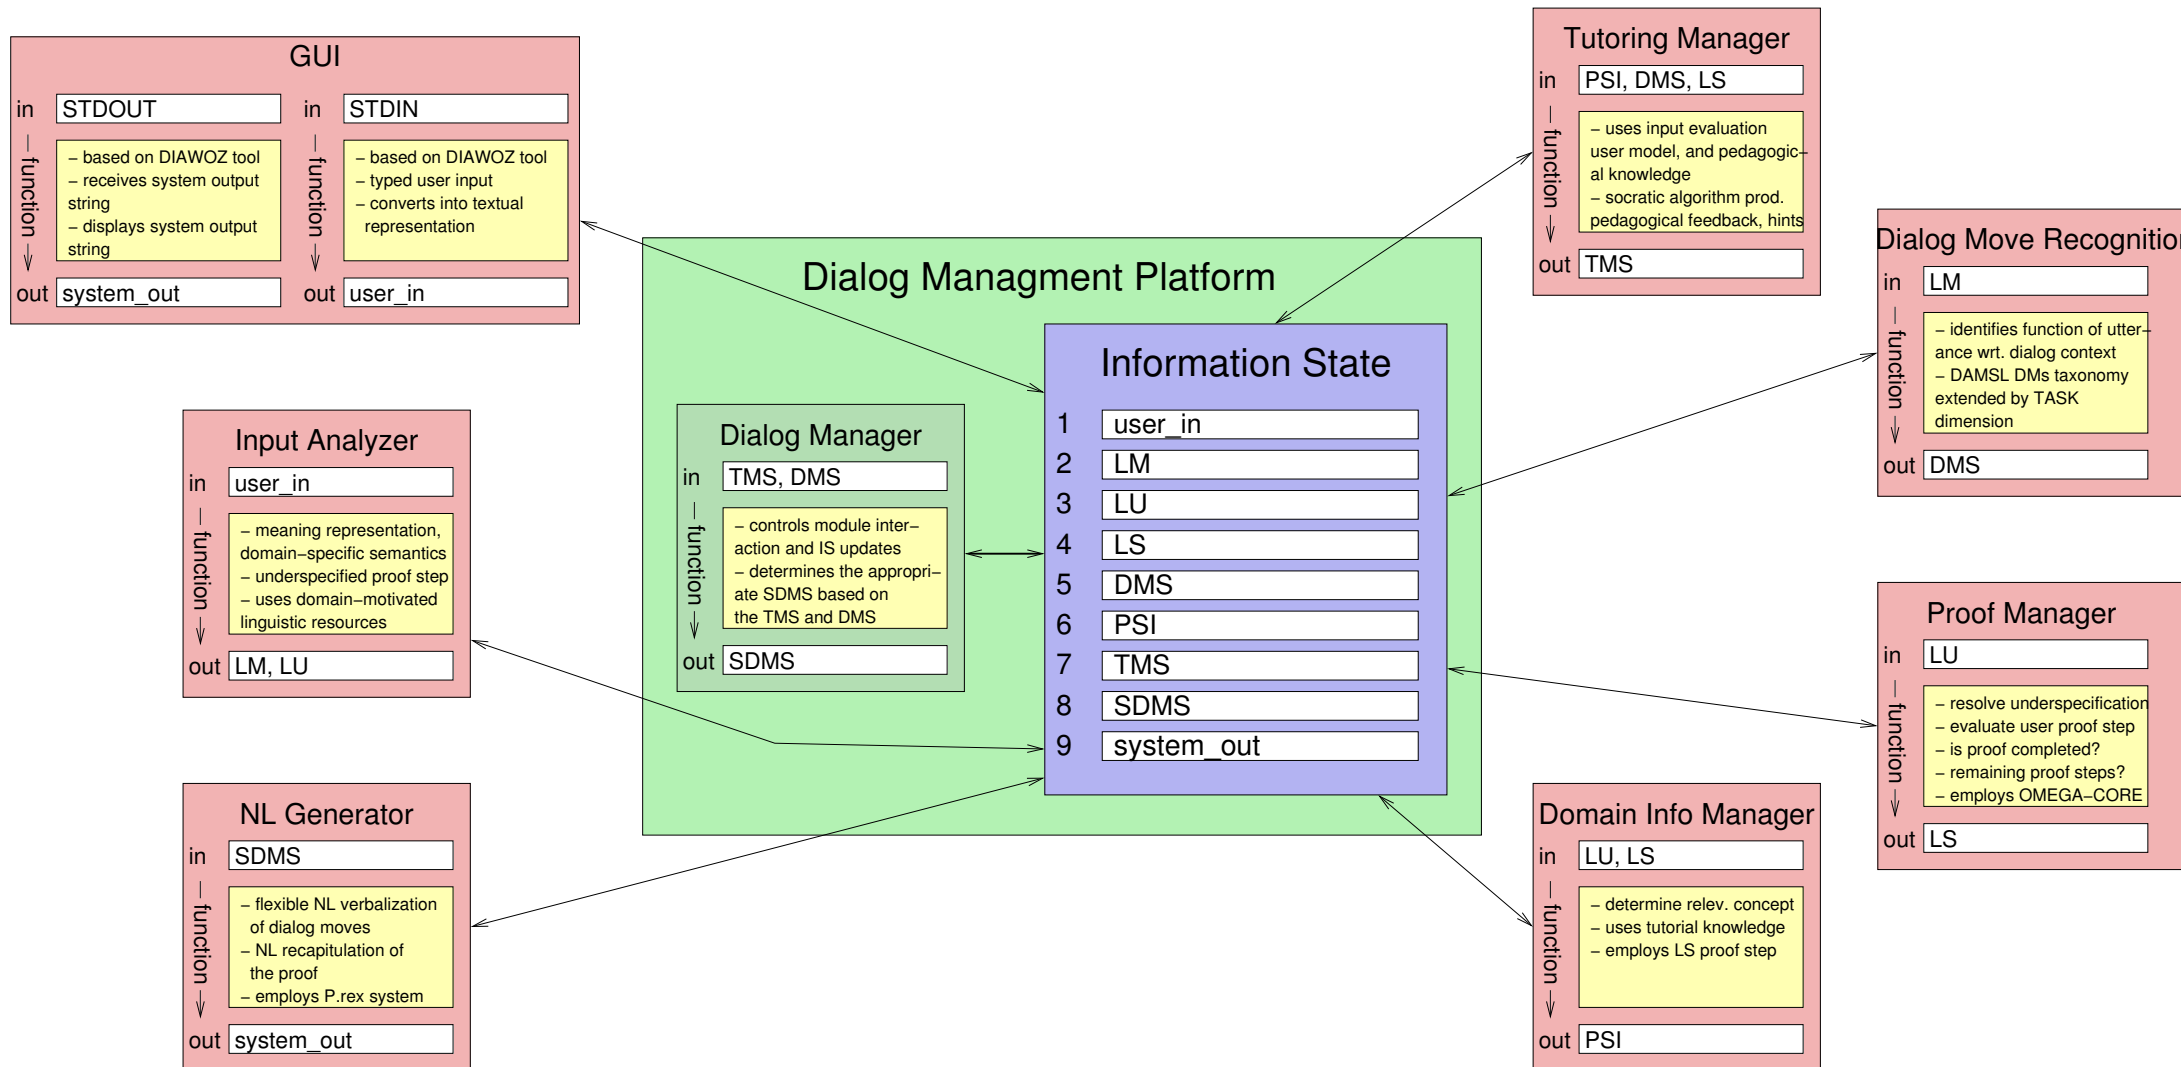 GUI
in STDOUT
function
– based on DIAWOZ tool
– receives system output
string
– displays system output
string
out system_out
in STDIN
function
– based on DIAWOZ tool
– typed user input
– converts into textual
representation
out user_in
Tutoring Manager
in PSI, DMS, LS
function
– uses input evaluation
user model, and pedagogic–
al knowledge
– socratic algorithm prod.
pedagogical feedback, hints
out TMS
Dialog Move Recognition
in LM
function
– identifies function of utter–
ance wrt. dialog context
– DAMSL DMs taxonomy
extended by TASK
dimension
out DMS
Dialog Managment Platform
Information State
1 user_in
2 LM
3 LU
4 LS
5 DMS
6 PSI
7 TMS
8 SDMS
9 system_out
Dialog Manager
in TMS, DMS
function
– controls module inter–
action and IS updates
– determines the appropri–
ate SDMS based on
the TMS and DMS
out SDMS
Input Analyzer
in user_in
function
– meaning representation,
domain–specific semantics
– underspecified proof step
– uses domain–motivated
linguistic resources
out LM, LU
Proof Manager
in LU
function
– resolve underspecification
– evaluate user proof step
– is proof completed?
– remaining proof steps?
– employs OMEGA–CORE
out LS
NL Generator
in SDMS
function
– flexible NL verbalization
of dialog moves
– NL recapitulation of
the proof
– employs P.rex system
out system_out
Domain Info Manager
in LU, LS
function
– determine relev. concept
– uses tutorial knowledge
– employs LS proof step
out PSI